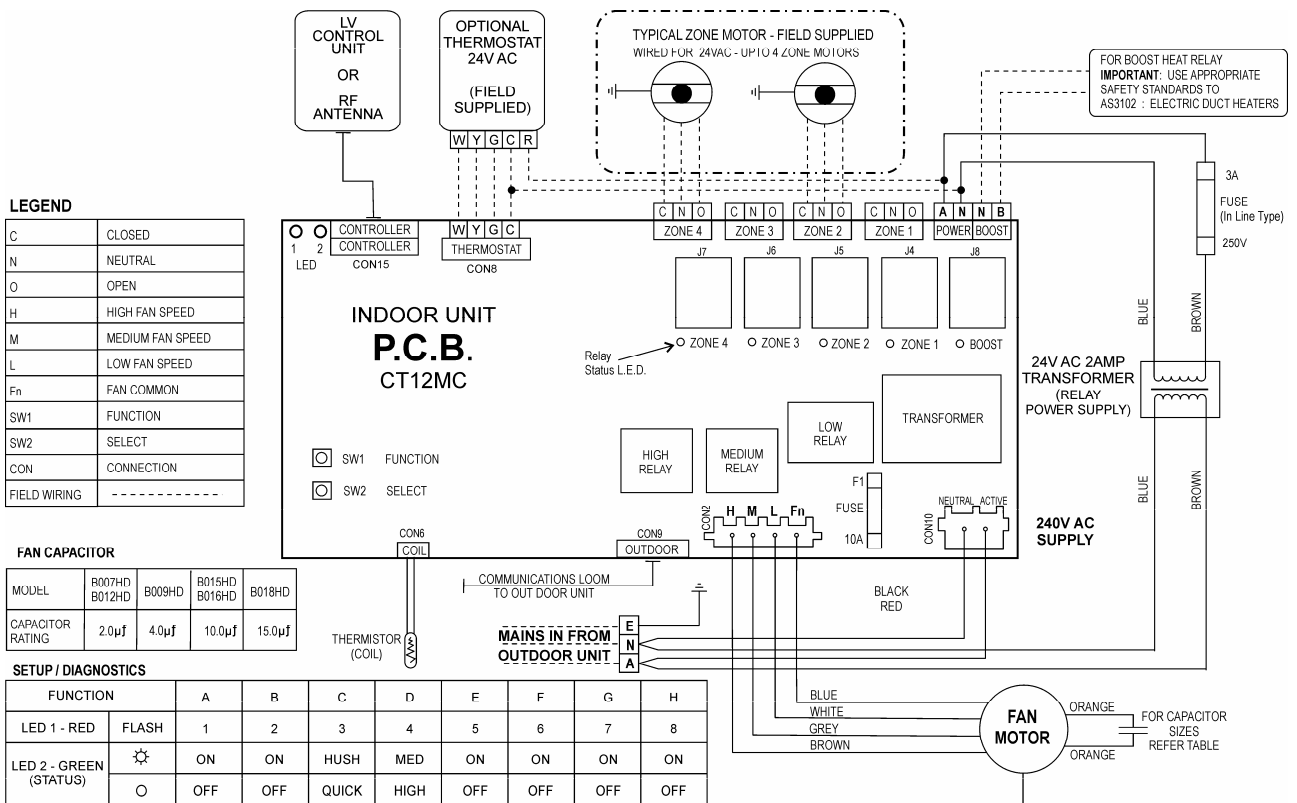 LV
CONTROL
UNIT
OR
RF
ANTENNA
OPTIONAL
THERMOSTAT
24V AC
(FIELD
SUPPLIED)
W Y G C R
TYPICAL ZONE MOTOR - FIELD SUPPLIED
WIRED FOR 24VAC - UPTO 4 ZONE MOTORS
FOR BOOST HEAT RELAY
IMPORTANT: USE APPROPRIATE
SAFETY STANDARDS TO
AS3102 : ELECTRIC DUCT HEATERS
3A
FUSE
(In Line Type)
250V
BLUE
BROWN
LEGEND
C CLOSED
N NEUTRAL
O OPEN
H HIGH FAN SPEED
M MEDIUM FAN SPEED
L LOW FAN SPEED
Fn FAN COMMON
SW1 FUNCTION
SW2 SELECT
CON CONNECTION
FIELD WIRING ------------
1 2
LED
CONTROLLER
CONTROLLER
CON15
W Y G C
THERMOSTAT
CON8
C N O C N O C N O C N O A N N B
ZONE 4 ZONE 3 ZONE 2 ZONE 1 POWER BOOST
J7 J6 J5 J4 J8
INDOOR UNIT
P.C.B.
CT12MC
Relay
Status L.E.D.
ZONE 4 ZONE 3 ZONE 2 ZONE 1 BOOST
24V AC 2AMP
TRANSFORMER
(RELAY
POWER SUPPLY)
HIGH
RELAY
MEDIUM
RELAY
LOW
RELAY
TRANSFORMER
SW1 FUNCTION
SW2 SELECT
F1
FUSE
10A
CON2
H M L Fn
CON10
NEUTRAL ACTIVE
240V AC
SUPPLY
BLUE
BROWN
CON6
COIL
CON9
OUTDOOR
FAN CAPACITOR
MODEL B007HD B012HD B009HD B015HD B016HD B018HD
CAPACITOR RATING 2.0µf 4.0µf 10.0µf 15.0µf
COMMUNICATIONS LOOM
TO OUT DOOR UNIT
BLACK
RED
THERMISTOR
(COIL)
MAINS IN FROM
OUTDOOR UNIT
E
N
A
SETUP / DIAGNOSTICS
FUNCTION A B C D E F G H
LED 1 - RED FLASH 1 2 3 4 5 6 7 8
LED 2 - GREEN (STATUS) ON ON HUSH MED ON ON ON ON
OFF OFF QUICK HIGH OFF OFF OFF OFF
BLUE
WHITE
GREY
BROWN
FAN
MOTOR
ORANGE
ORANGE
FOR CAPACITOR
SIZES
REFER TABLE